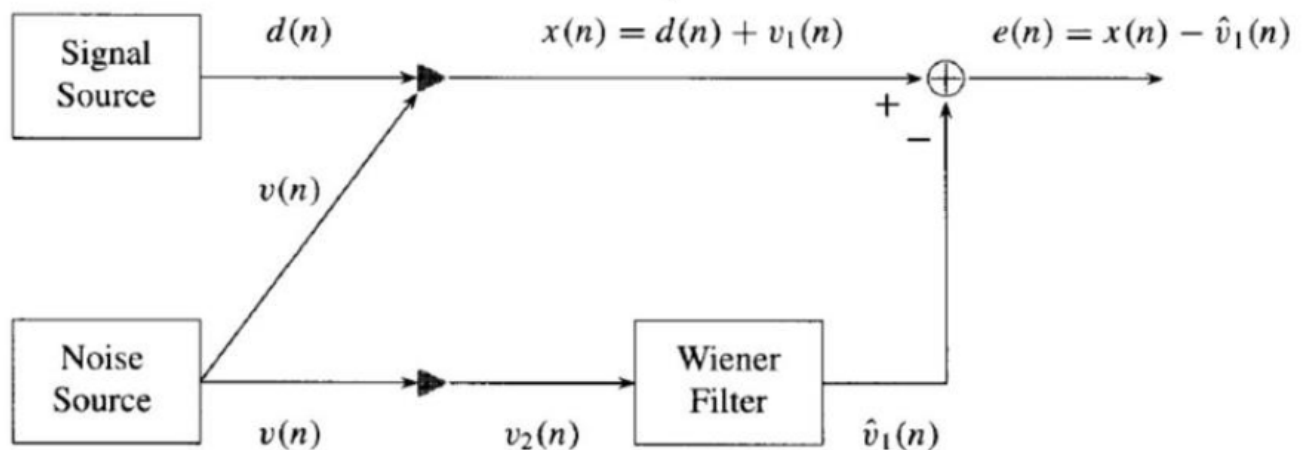 d(n)
x(n) = d(n) + v₁(n)
e(n) = x(n) − v̂₁(n)
Signal
Source
+
−
v(n)
Noise
Source
Wiener
Filter
v(n)
v₂(n)
v̂₁(n)